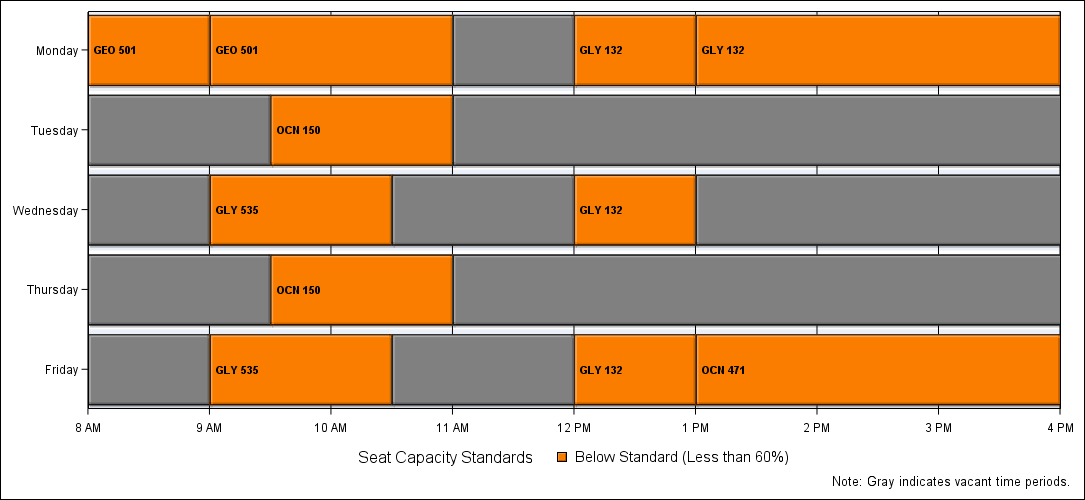 Monday GEO 501 GEO 501 GLY 132 GLY 132
Tuesday OCN 150
Wednesday GLY 535 GLY 132
Thursday OCN 150
Friday GLY 535 GLY 132 OCN 471
8 AM 9 AM 10 AM 11 AM 12 PM 1 PM 2 PM 3 PM 4 PM
Seat Capacity Standards Below Standard (Less than 60%)
Note: Gray indicates vacant time periods.